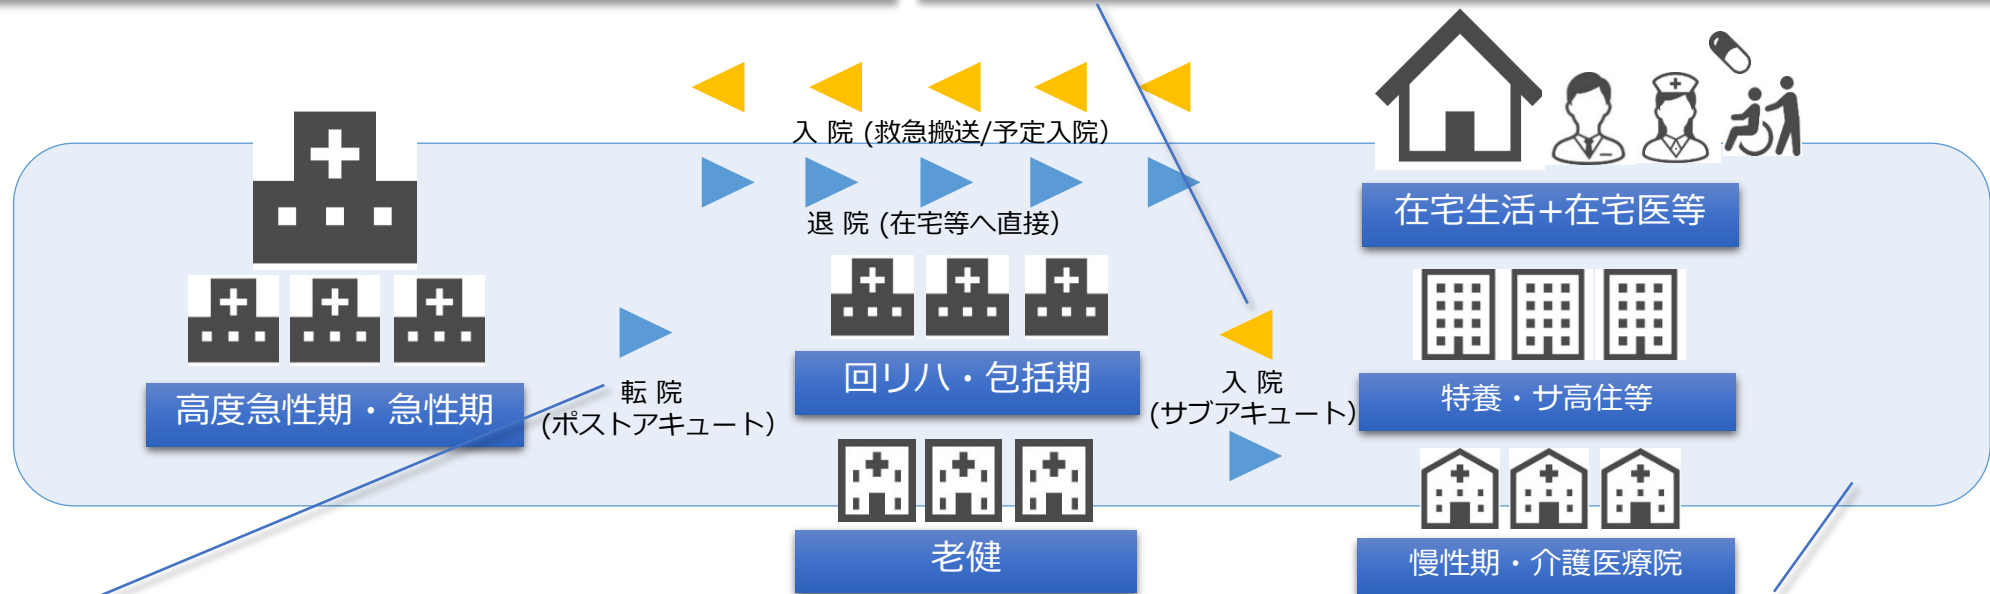 入 院 (救急搬送/予定入院)
退 院 (在宅等へ直接)
在宅生活+在宅医等
高度急性期・急性期
転 院
(ポストアキュート)
回リハ・包括期
入 院
(サブアキュート)
特養・サ高住等
老健
慢性期・介護医療院